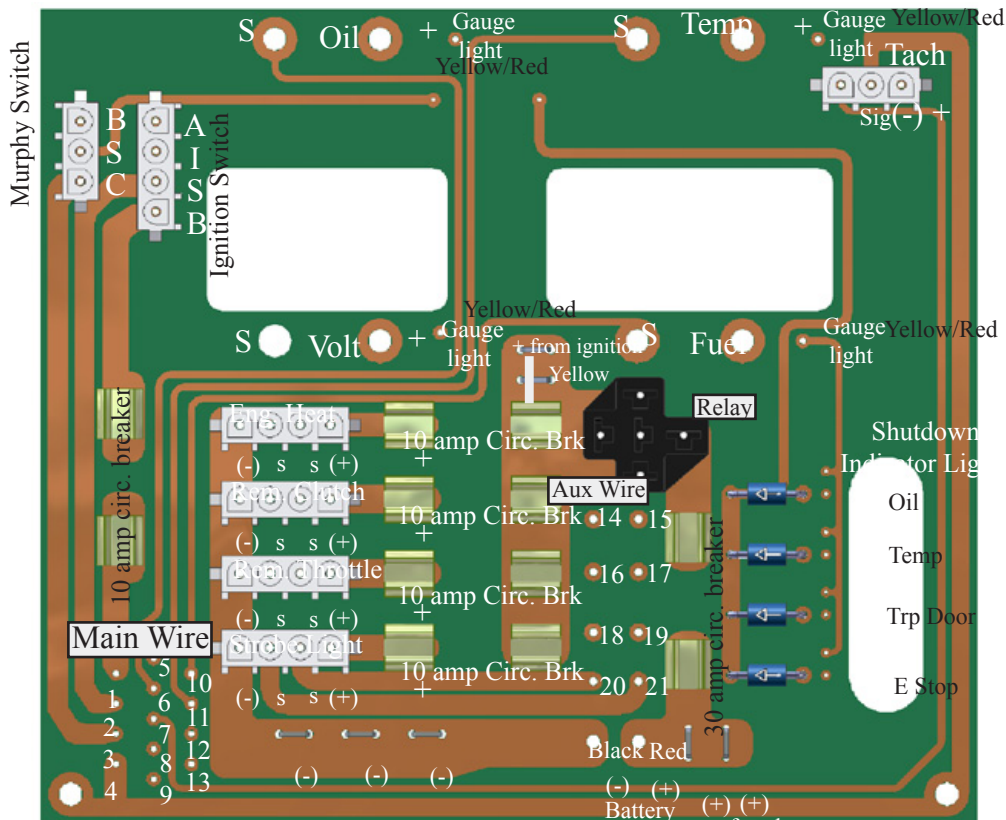 S Oil + Gauge light Yellow/Red
S Temp + Gauge light Yellow/Red
Yellow/Red
Tach
Sig(-) +
Murphy Switch
B
S
C
Ignition Switch
A
I
S
B
S Volt + Gauge light Yellow/Red
S Fuel Gauge light Yellow/Red
+ from ignition
Yellow
Relay
10 amp circ. breaker
Eng. Heat
10 amp Circ. Brk
(-) s s (+) +
Rem. Clutch
10 amp Circ. Brk
(-) s s (+) +
Rem. Throttle
10 amp Circ. Brk
(-) s s (+) +
Strobe Light
10 amp Circ. Brk
(-) s s (+) +
Aux Wire
14 15
16 17
18 19
20 21
30 amp circ. breaker
Shutdown
Indicator
Oil
Temp
Trp Door
E Stop
Main Wire
5 10
1 6 11
2 7 12
3 8 13
4 9
(-) (-) (-)
Black Red
(-) (+)
Battery
(+) (+)